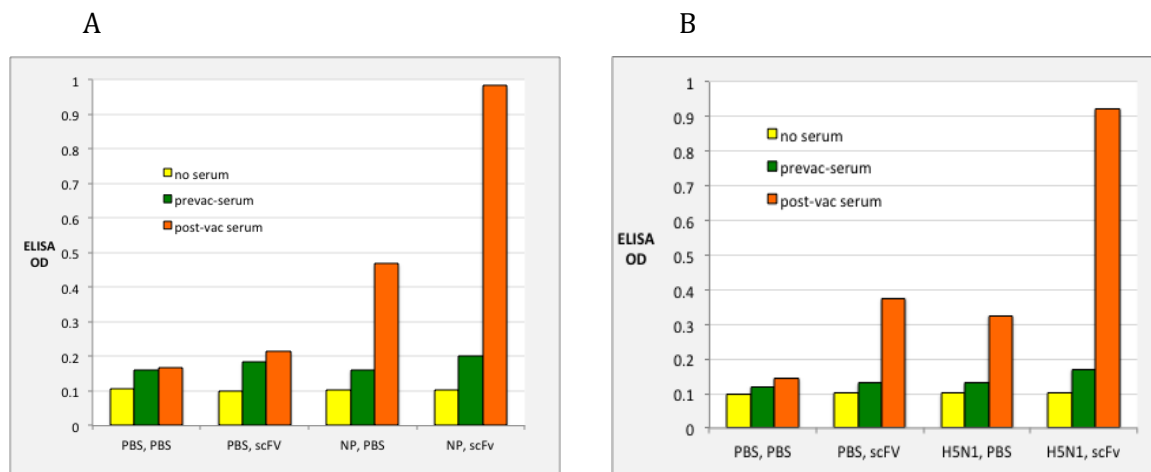 A
1
0.9
0.8
0.7
0.6
0.5
0.4
0.3
0.2
0.1
0
ELISA
OD
no serum
prevac-serum
post-vac serum
PBS, PBS
PBS, scFV
NP, PBS
NP, scFv
B
1
0.9
0.8
0.7
0.6
0.5
0.4
0.3
0.2
0.1
0
ELISA
OD
no serum
prevac-serum
post-vac serum
PBS, PBS
PBS, scFV
H5N1, PBS
H5N1, scFv